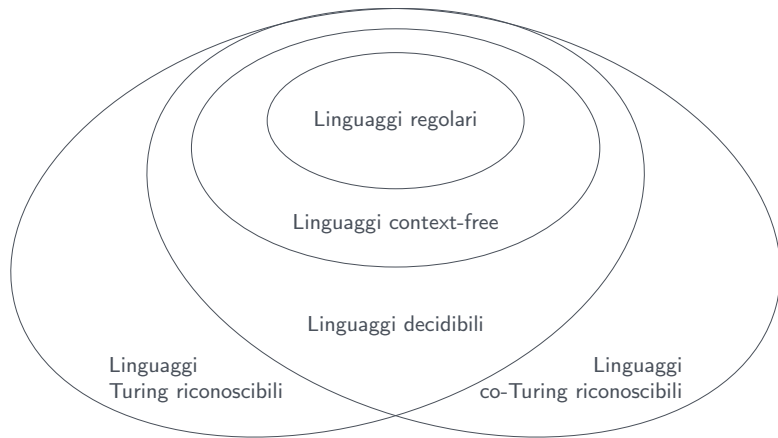 Linguaggi regolari
Linguaggi context-free
Linguaggi decidibili
Linguaggi
Turing riconoscibili
Linguaggi
co-Turing riconoscibili